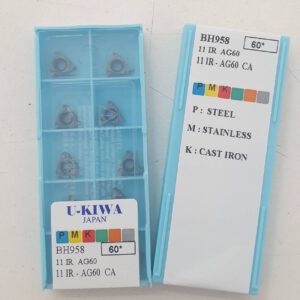 U-KIWA
JAPAN
P M K
BH958 60°
11 IR AG60
11 IR - AG60 CA
BH958 60°
11 IR AG60
11 IR - AG60 CA
P M K
P : STEEL
M : STAINLESS
K : CAST IRON